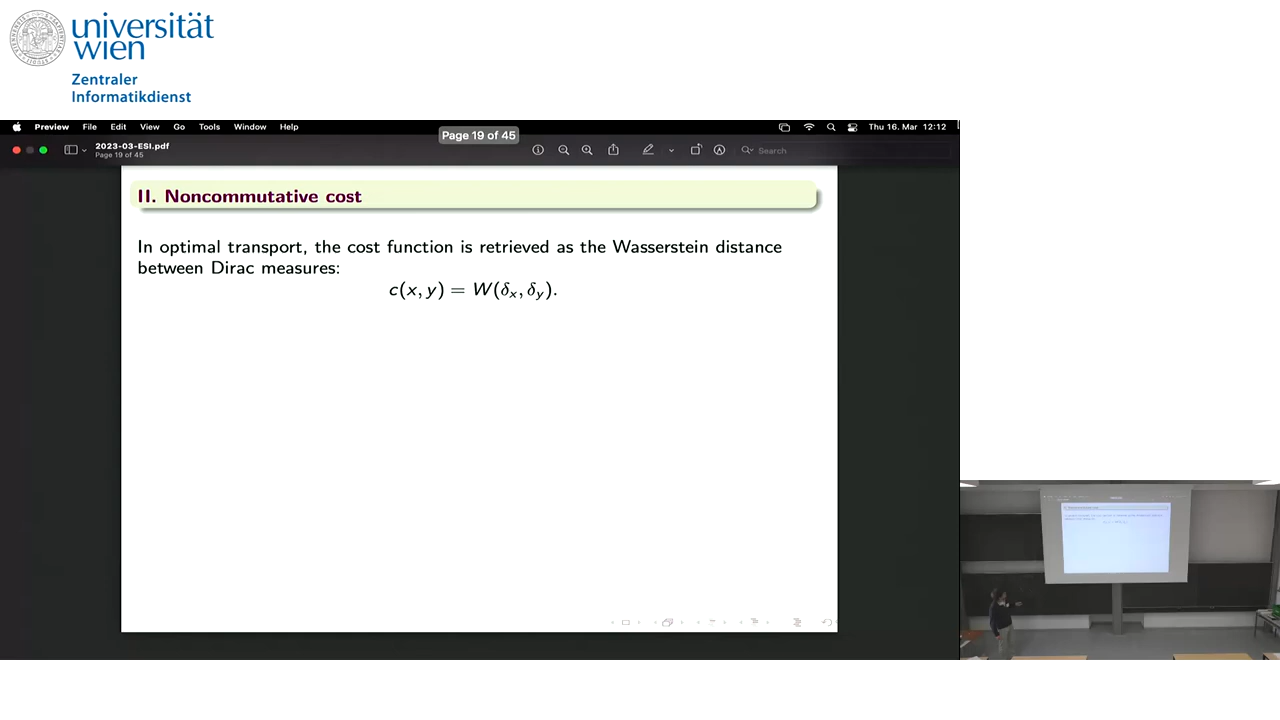 universität
wien
Zentraler
Informatikdienst
Preview File Edit View Go Tools Window Help
Thu 16. Mar 12:12
Page 19 of 45
2023-03-ESI.pdf
Page 19 of 45
Search
II. Noncommutative cost
In optimal transport, the cost function is retrieved as the Wasserstein distance
between Dirac measures:
c(x, y) = W(δₓ, δᵧ).